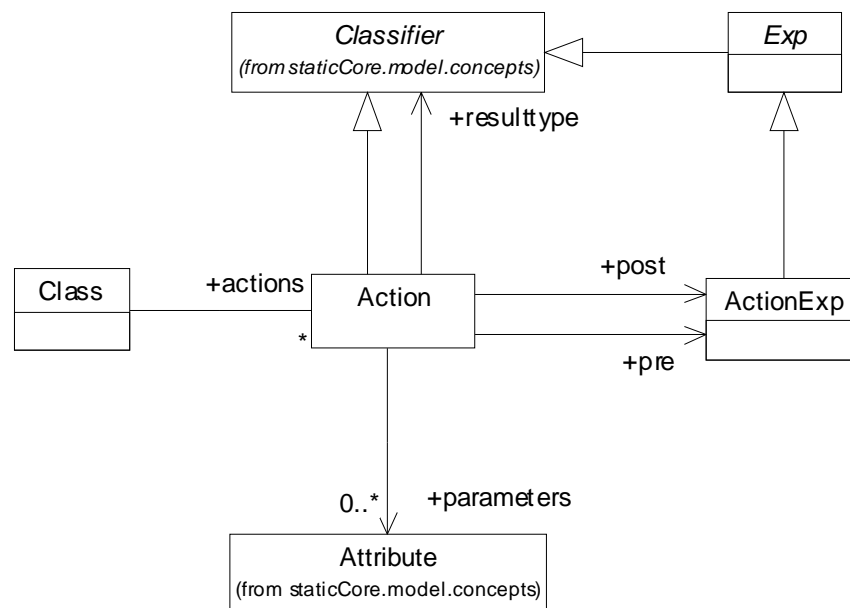 Classifier
(from staticCore.model.concepts)
Exp
+resulttype
Class
+actions
*
Action
+post
+pre
ActionExp
0..*
+parameters
Attribute
(from staticCore.model.concepts)